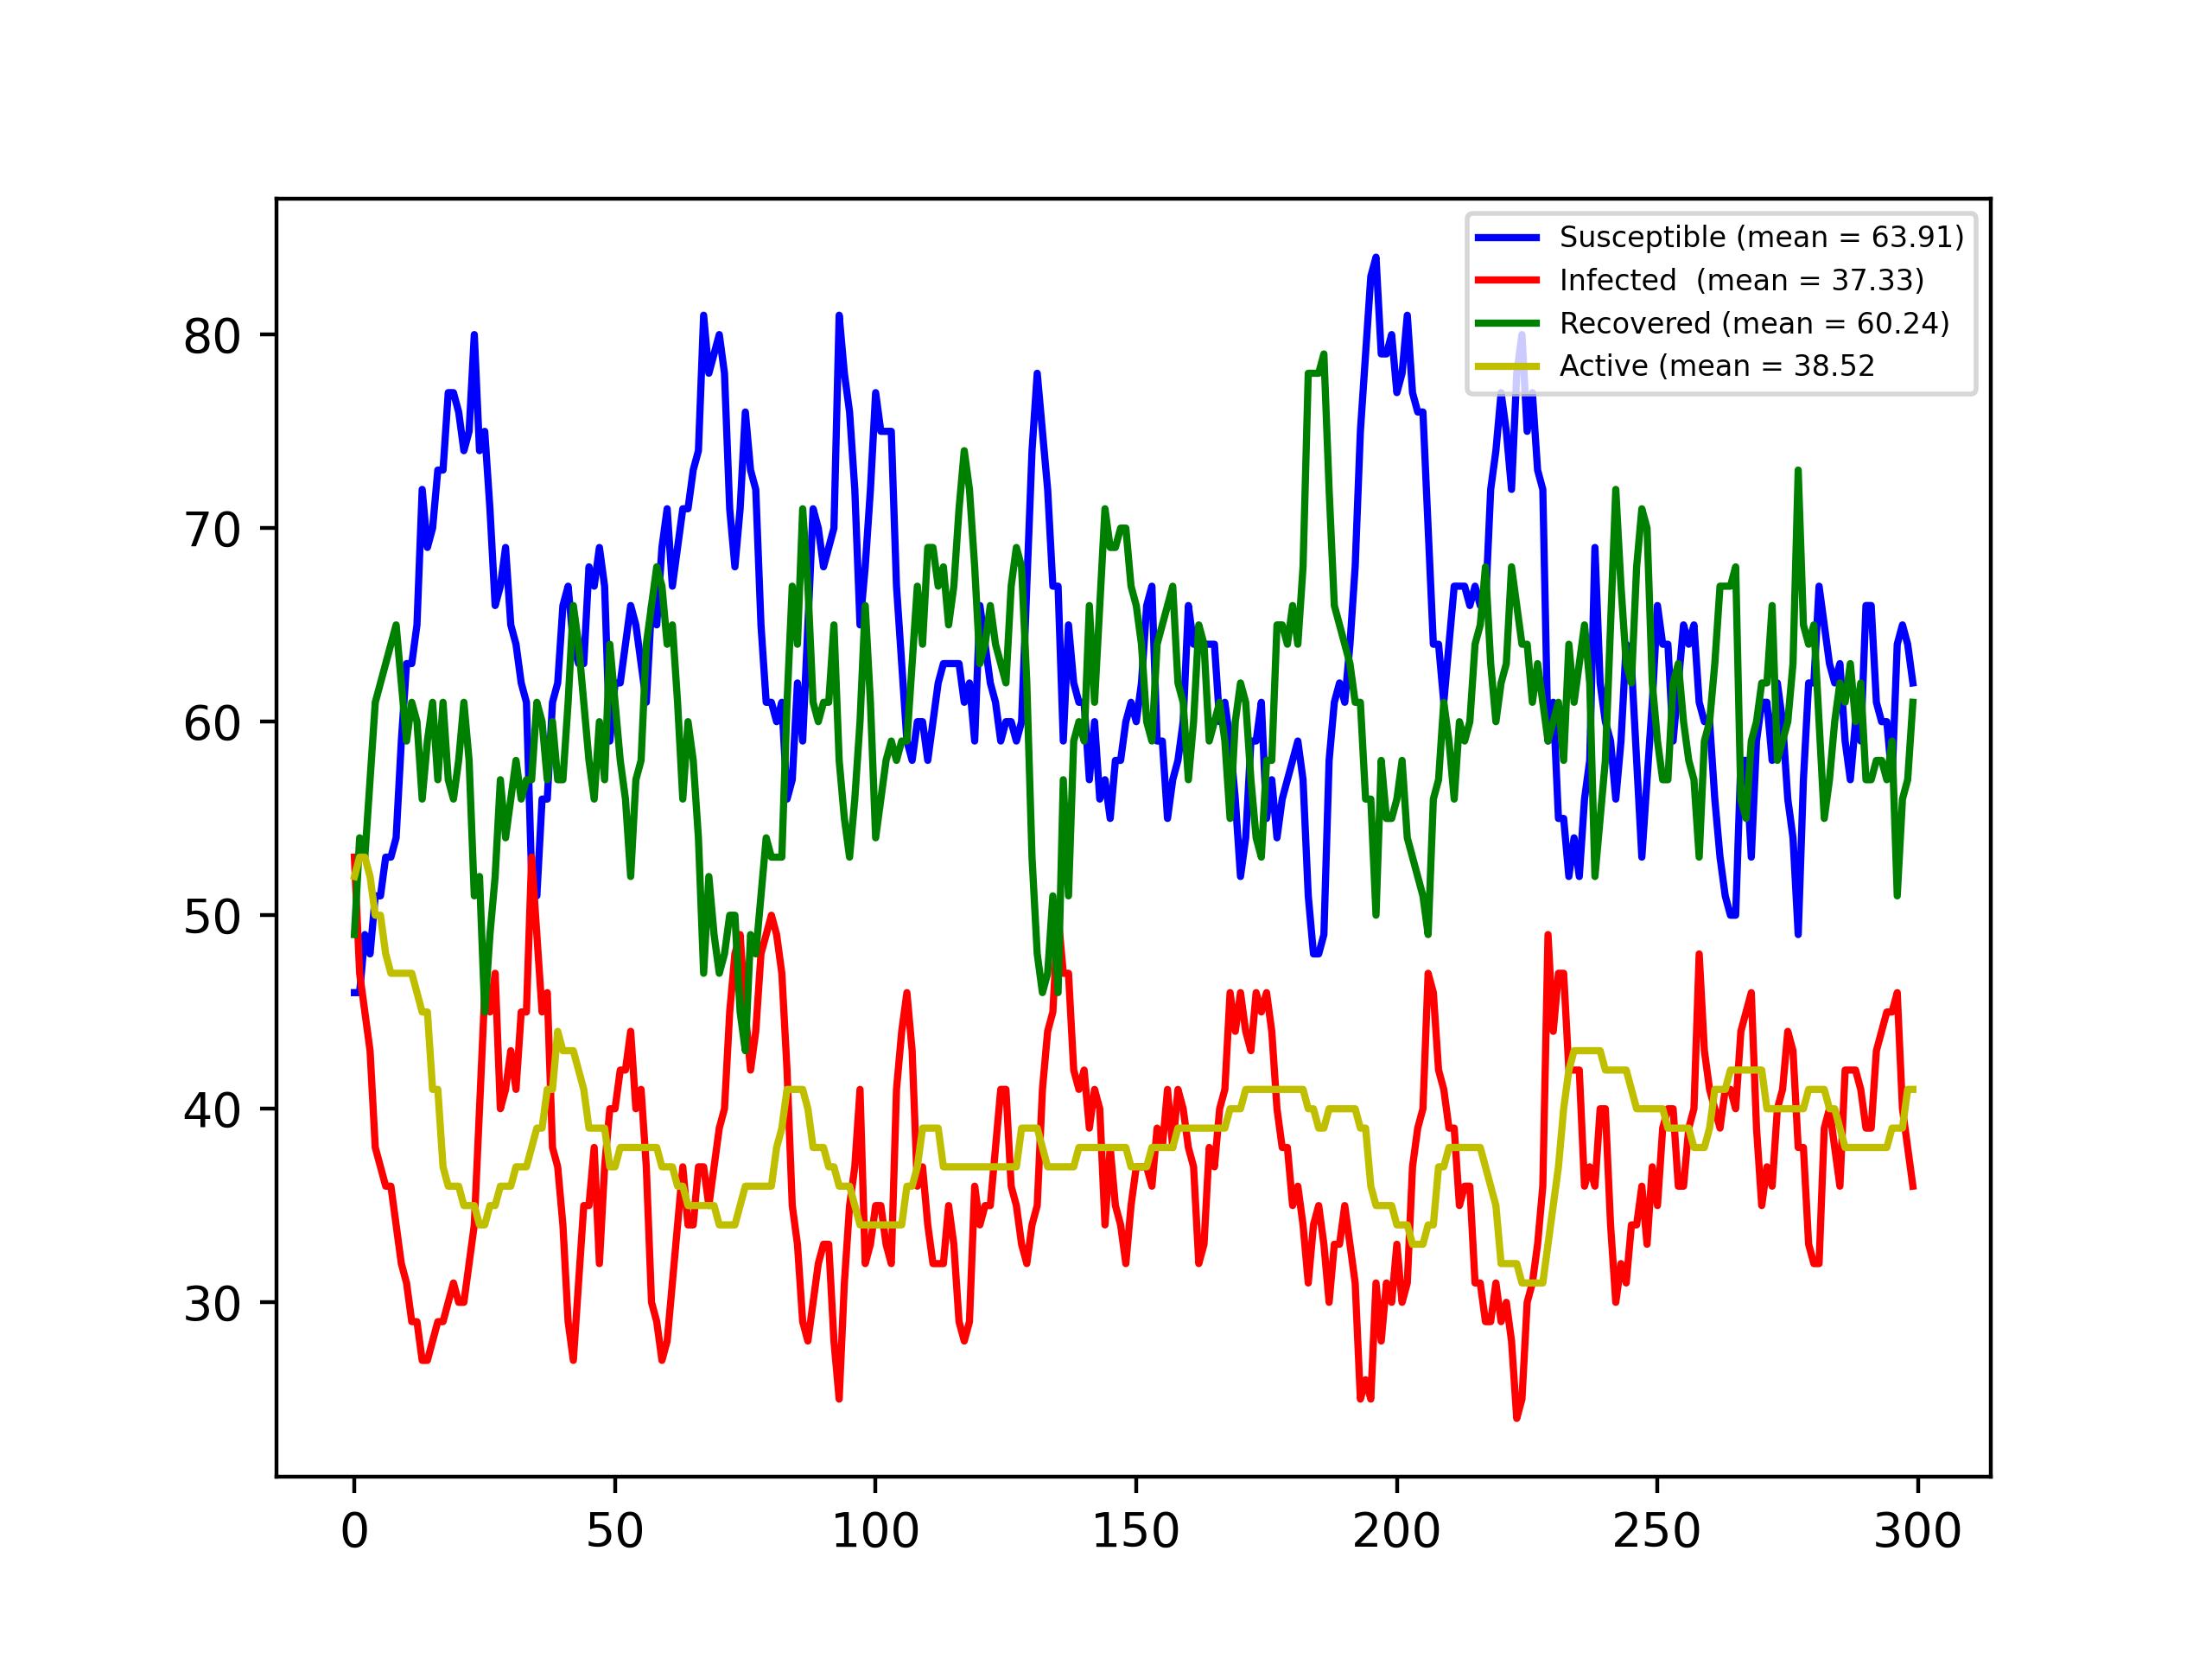 Susceptible (mean = 63.91)
Infected  (mean = 37.33)
Recovered (mean = 60.24)
Active (mean = 38.52
80
70
60
50
40
30
0 50 100 150 200 250 300